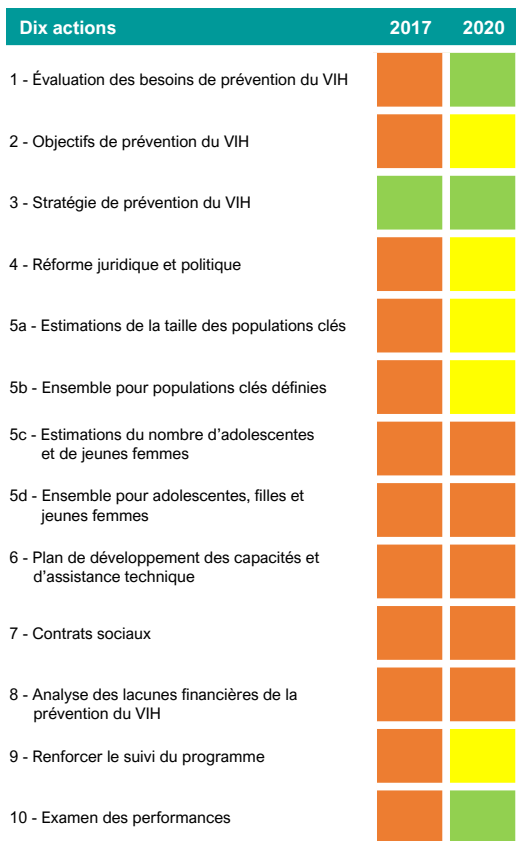 Dix actions 2017 2020
1 - Évaluation des besoins de prévention du VIH
2 - Objectifs de prévention du VIH
3 - Stratégie de prévention du VIH
4 - Réforme juridique et politique
5a - Estimations de la taille des populations clés
5b - Ensemble pour populations clés définies
5c - Estimations du nombre d’adolescentes
et de jeunes femmes
5d - Ensemble pour adolescentes, filles et
jeunes femmes
6 - Plan de développement des capacités et
d’assistance technique
7 - Contrats sociaux
8 - Analyse des lacunes financières de la
prévention du VIH
9 - Renforcer le suivi du programme
10 - Examen des performances